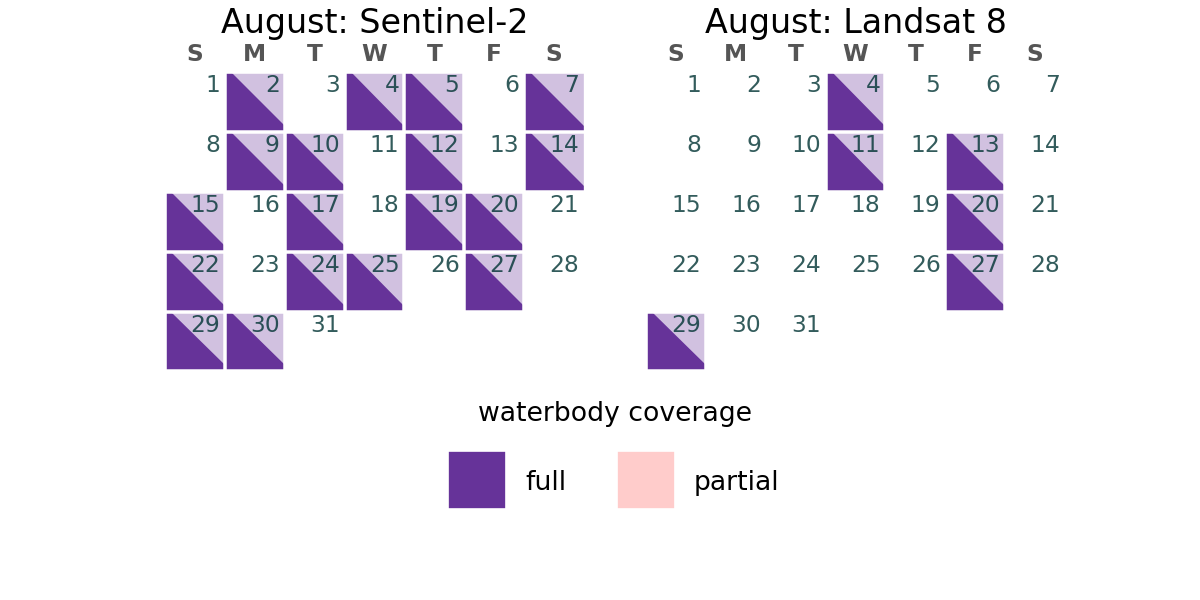 August: Sentinel-2
S M T W T F S
1 2 3 4 5 6 7
8 9 10 11 12 13 14
15 16 17 18 19 20 21
22 23 24 25 26 27 28
29 30 31
August: Landsat 8
S M T W T F S
1 2 3 4 5 6 7
8 9 10 11 12 13 14
15 16 17 18 19 20 21
22 23 24 25 26 27 28
29 30 31
waterbody coverage
full partial